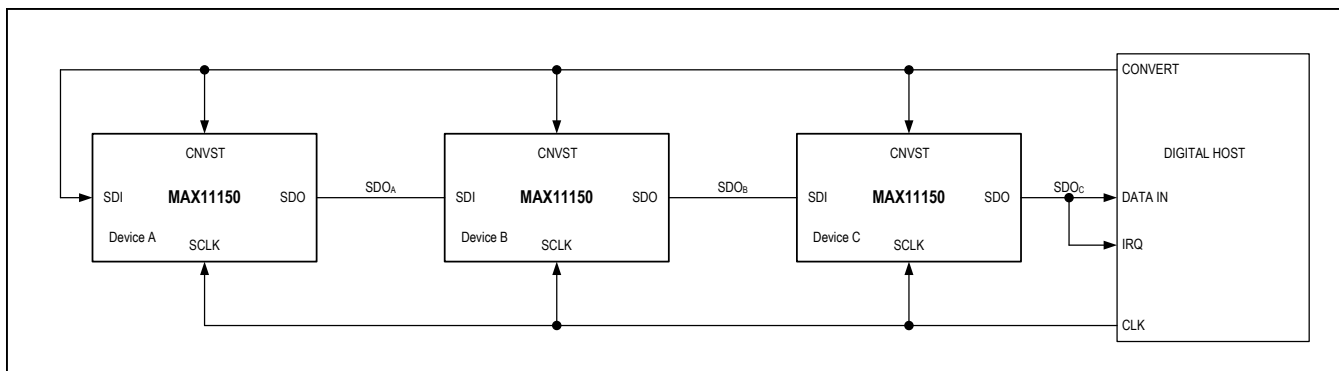 CONVERT
CNVST
CNVST
CNVST
DIGITAL HOST
SDI
MAX11150
SDO
SDOA
SDI
MAX11150
SDO
SDOB
SDI
MAX11150
SDO
SDOC
DATA IN
Device A
SCLK
Device B
SCLK
Device C
SCLK
IRQ
CLK